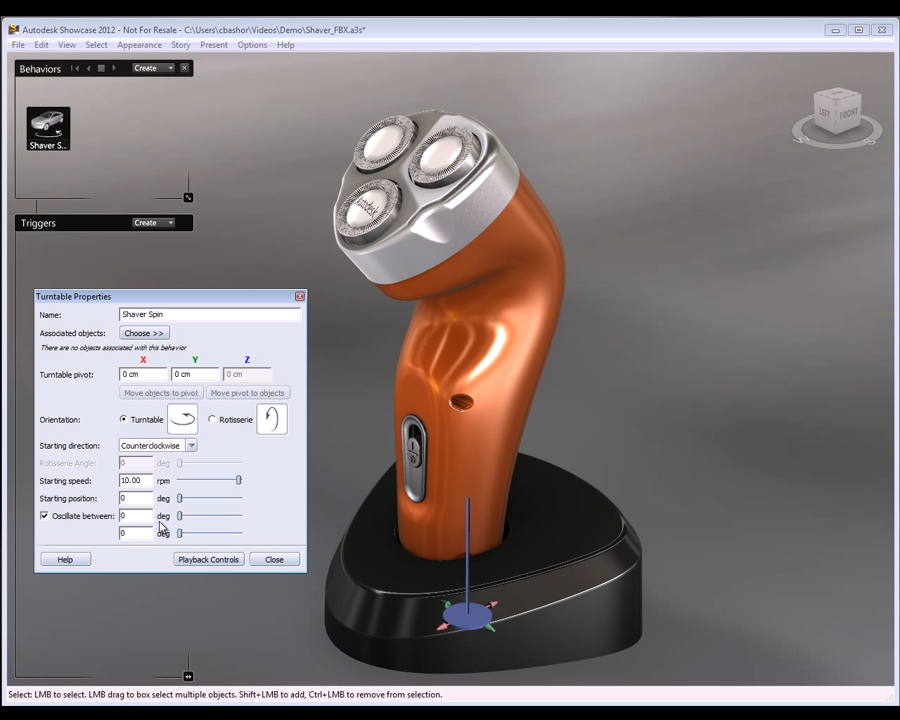 Autodesk Showcase 2012 - Not For Resale - C:\Users\cbashor\Videos\Demo\Shaver_FBX.a3s*
File Edit View Select Appearance Story Present Options Help
Behaviors Create
Shaver S...
Triggers Create
LEFT FRONT
Autodesk
Turntable Properties
Name: Shaver Spin
Associated objects: Choose >>
There are no objects associated with this behavior
X Y Z
Turntable pivot: 0 cm 0 cm 0 cm
Move objects to pivot Move pivot to objects
Orientation: Turntable Rotisserie
Starting direction: Counterclockwise
Rotisserie Angle: 0 deg
Starting speed: 10.00 rpm
Starting position: 0 deg
Oscillate between: 0 deg
0 deg
Help Playback Controls Close
Select: LMB to select. LMB drag to box select multiple objects. Shift+LMB to add, Ctrl+LMB to remove from selection.